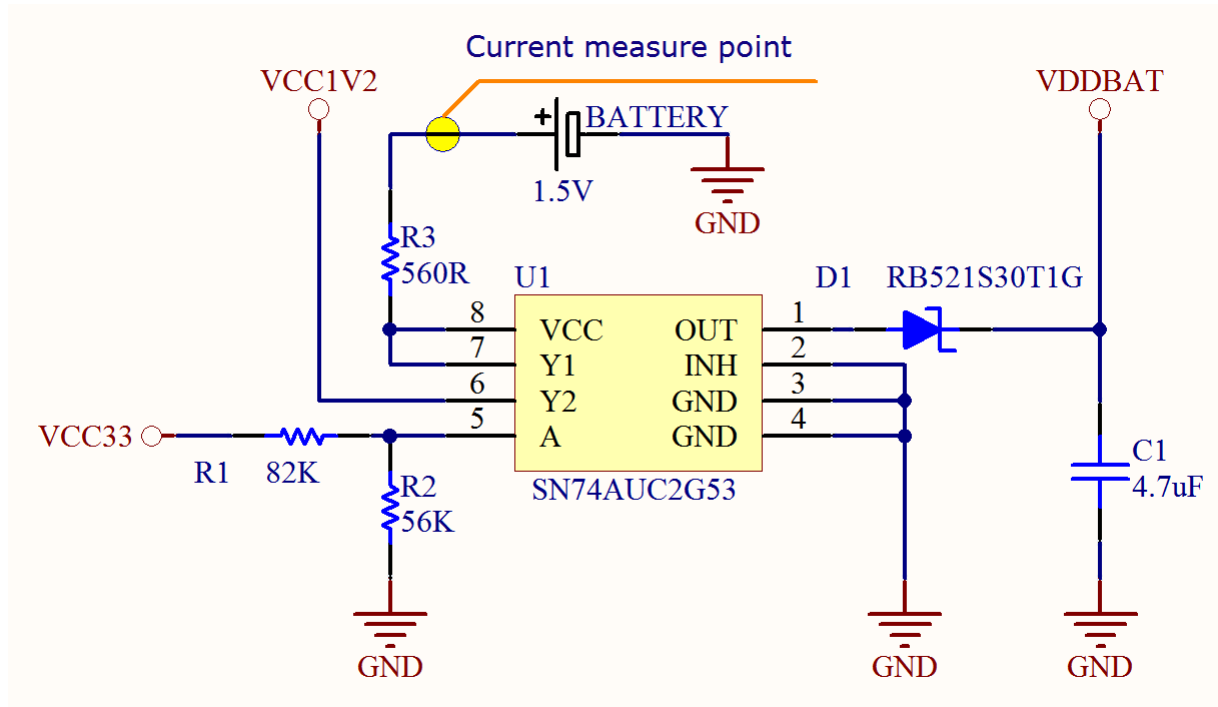 Current measure point
VCC1V2
VDDBAT
+
BATTERY
1.5V
GND
R3
560R
U1
D1
RB521S30T1G
8
VCC
OUT
1
7
Y1
INH
2
6
Y2
GND
3
5
A
GND
4
VCC33
R1
82K
R2
56K
SN74AUC2G53
C1
4.7uF
GND
GND
GND